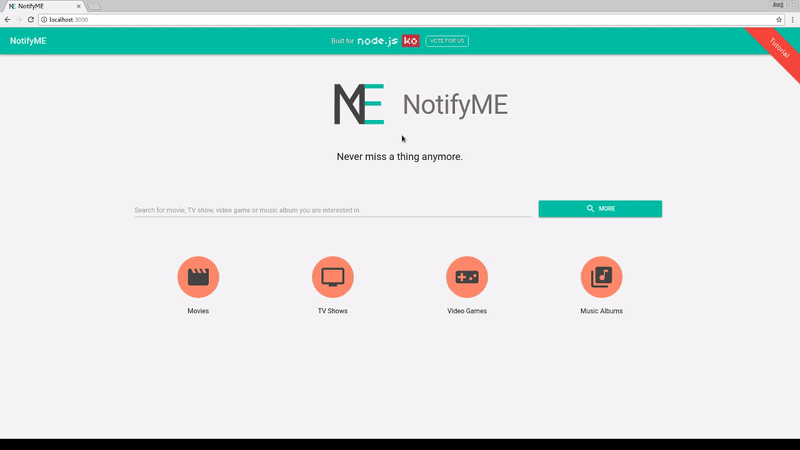 NotifyME
localhost:3000
NotifyME
Built for node.js ko VOTE FOR US
Tutorial
ME NotifyME
Never miss a thing anymore.
Search for movie, TV show, video game or music album you are interested in.
MORE
Movies TV Shows Video Games Music Albums